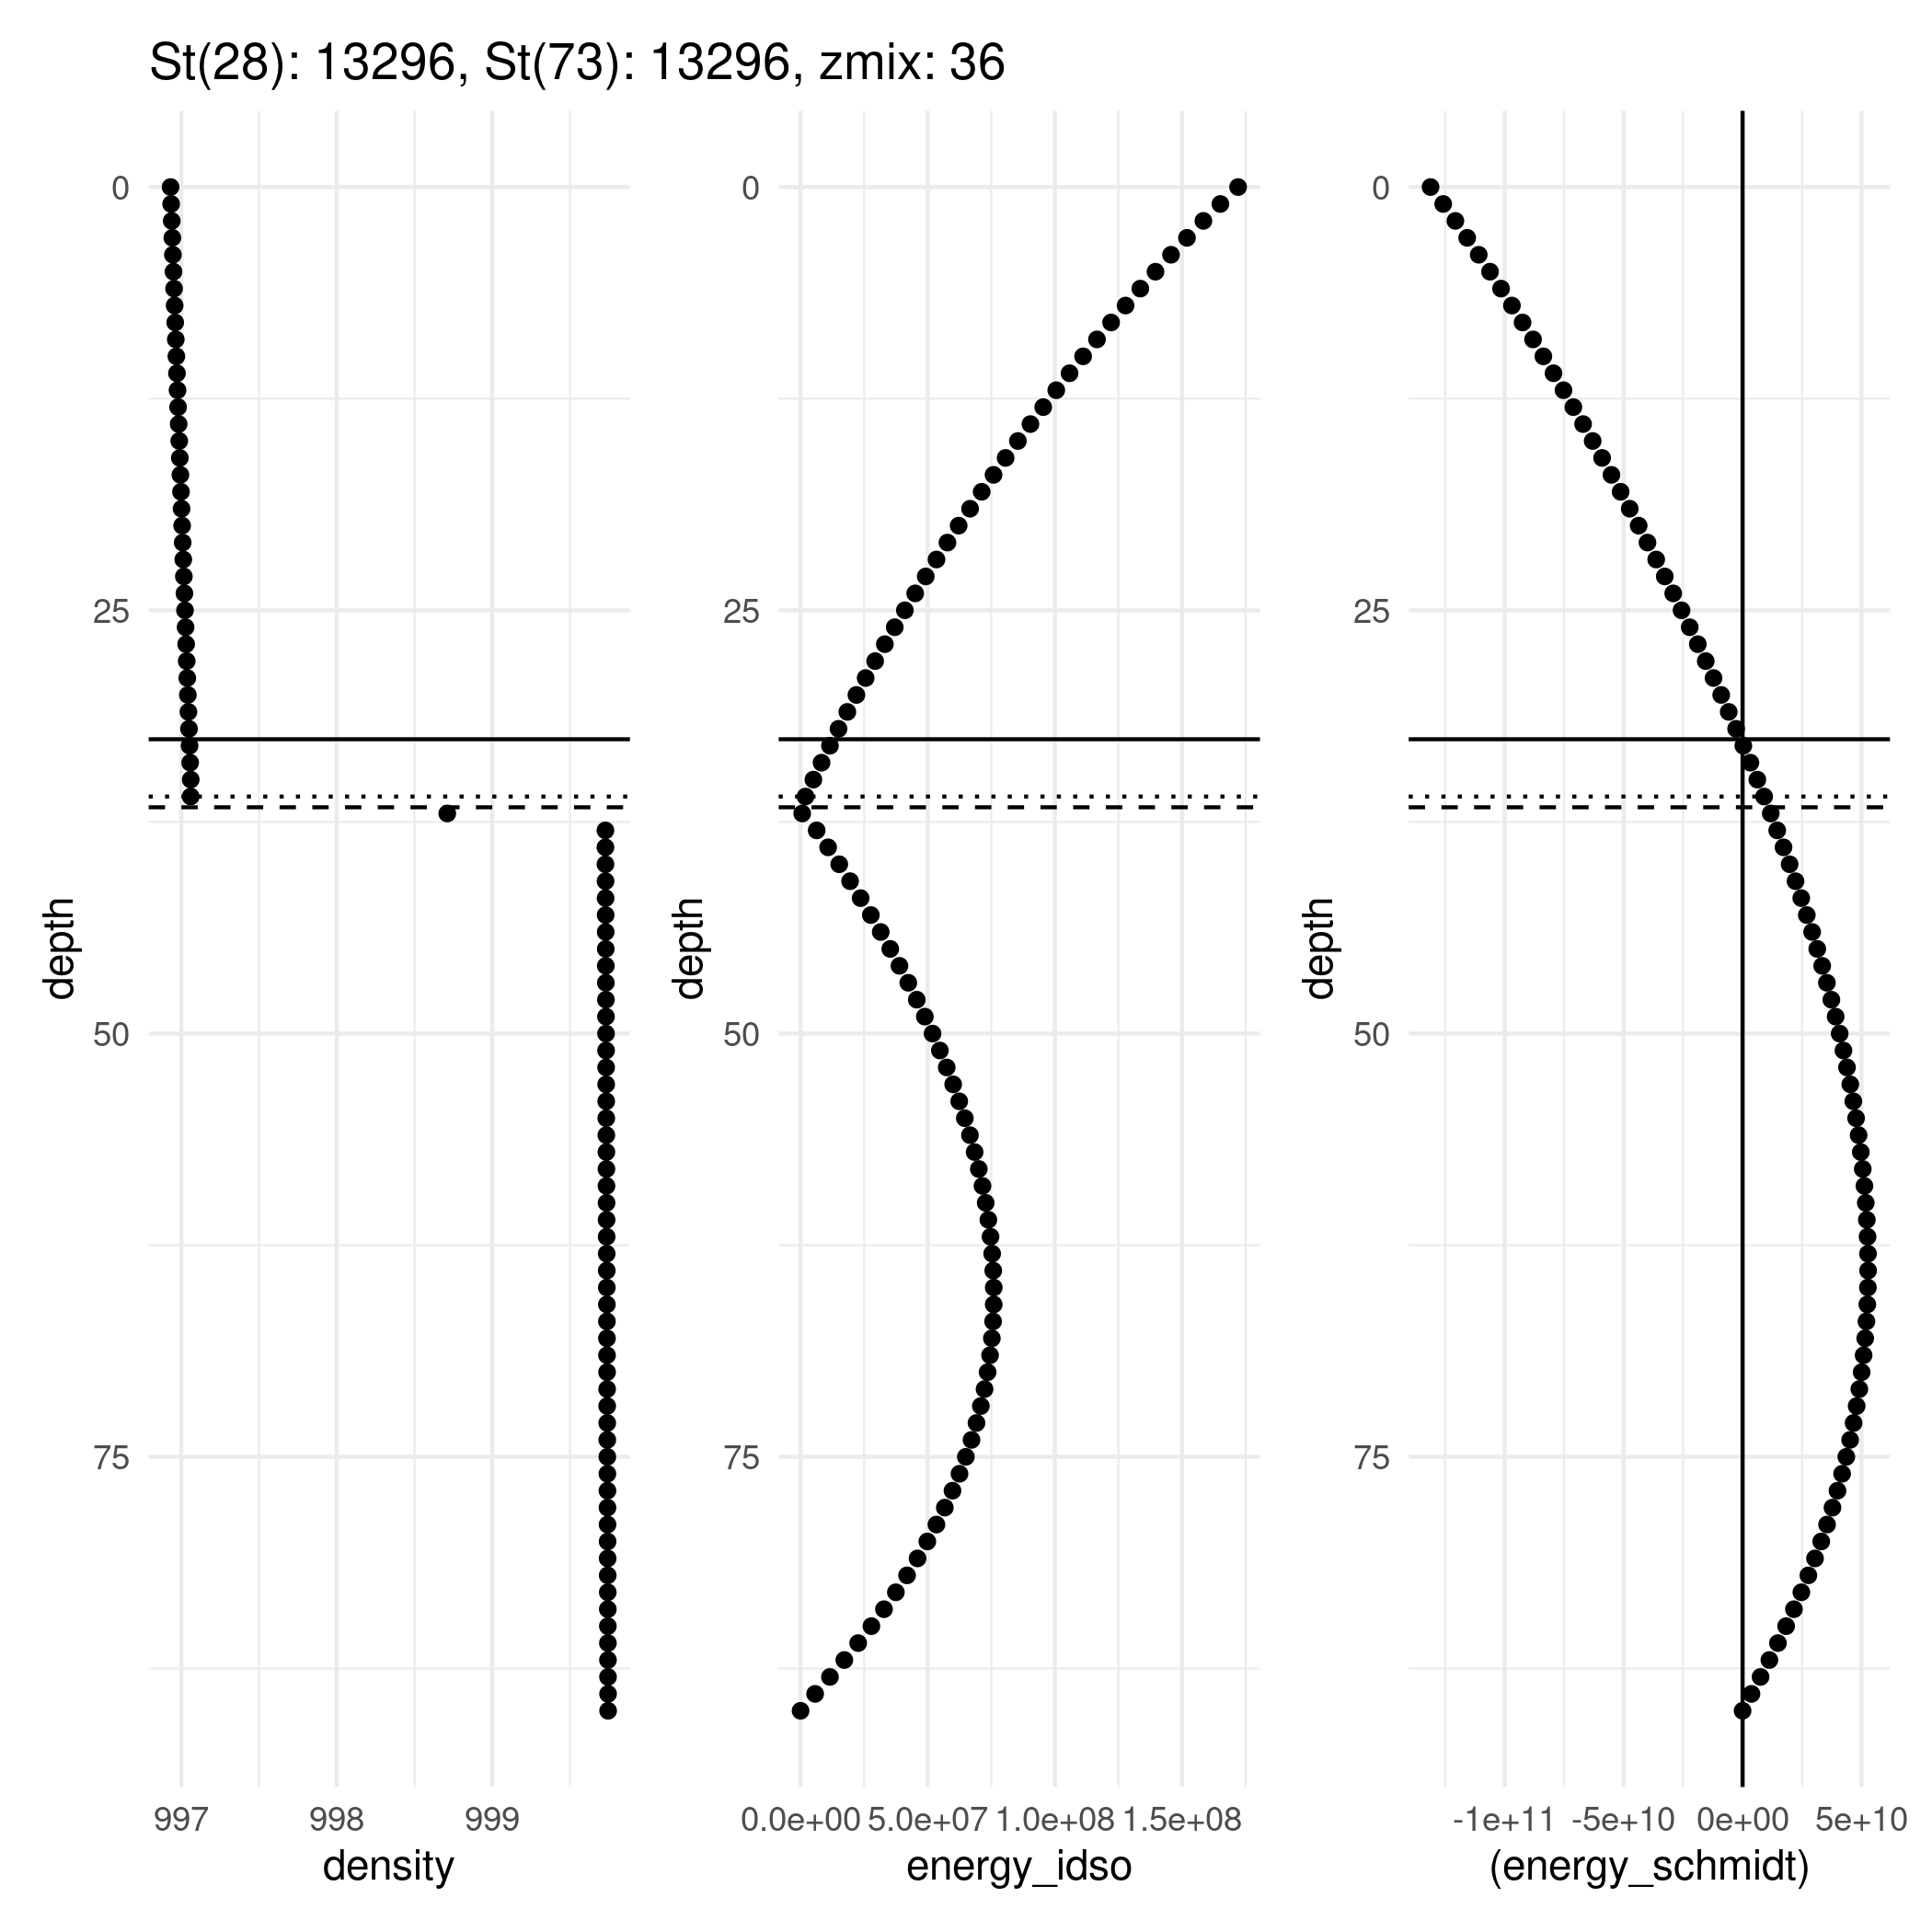 St(28): 13296, St(73): 13296, zmix: 36
0
25
50
75
depth
997 998 999
density
0
25
50
75
depth
0.0e+00 5.0e+07 1.0e+08 1.5e+08
energy_idso
0
25
50
75
depth
-1e+11 -5e+10 0e+00 5e+10
(energy_schmidt)